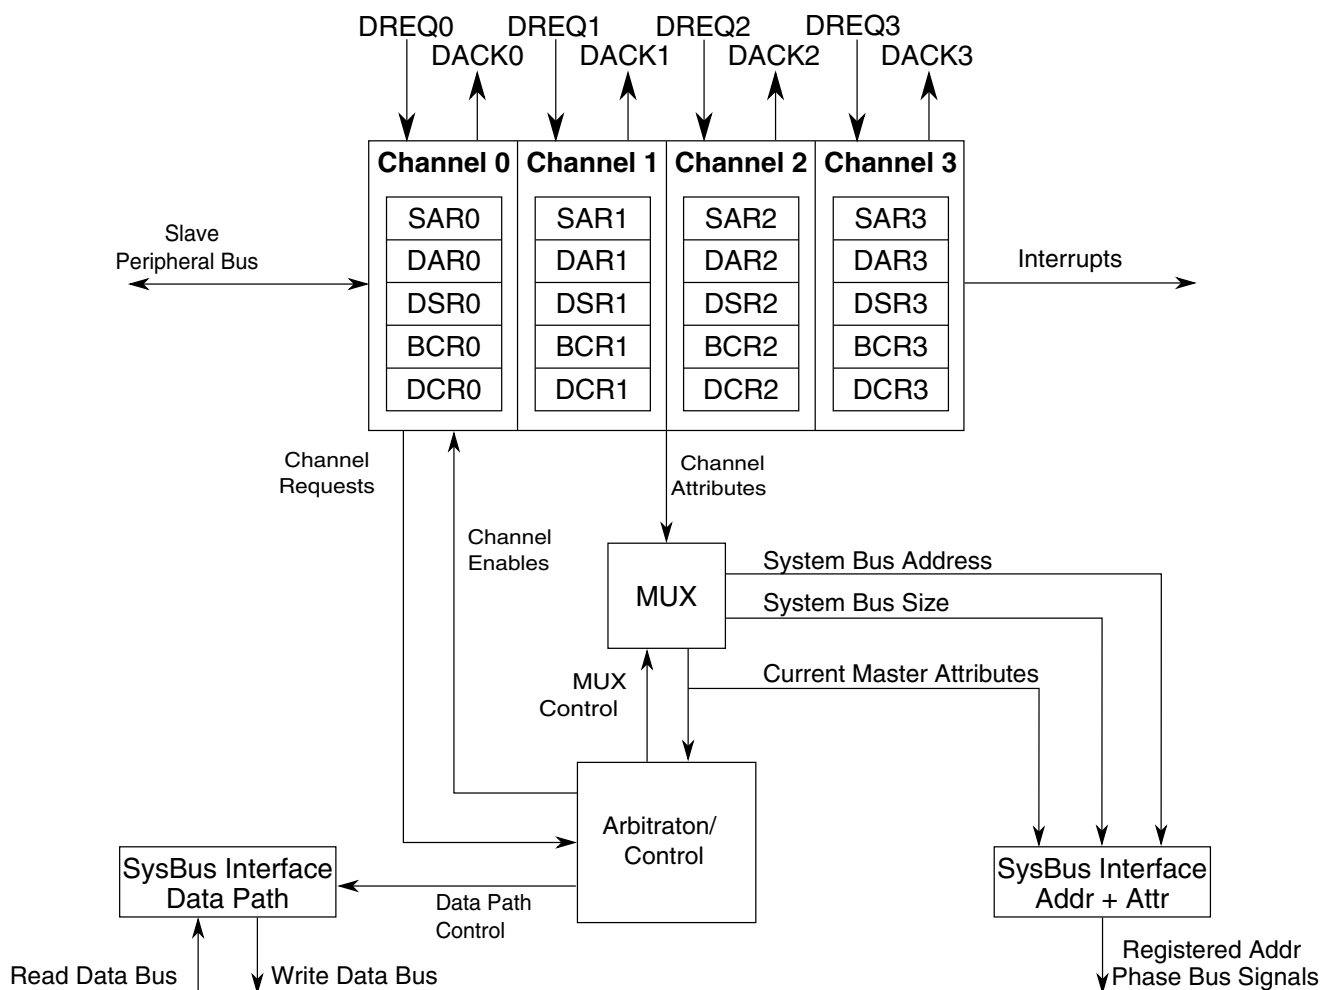 DREQ0
DREQ1
DREQ2
DREQ3
DACK0
DACK1
DACK2
DACK3
Channel 0
Channel 1
Channel 2
Channel 3
SAR0
SAR1
SAR2
SAR3
DAR0
DAR1
DAR2
DAR3
DSR0
DSR1
DSR2
DSR3
BCR0
BCR1
BCR2
BCR3
DCR0
DCR1
DCR2
DCR3
Slave
Peripheral Bus
Interrupts
Channel
Requests
Channel
Attributes
Channel
Enables
MUX
System Bus Address
System Bus Size
Current Master Attributes
MUX
Control
Arbitraton/
Control
SysBus Interface
Data Path
Data Path
Control
SysBus Interface
Addr + Attr
Read Data Bus
Write Data Bus
Registered Addr
Phase Bus Signals